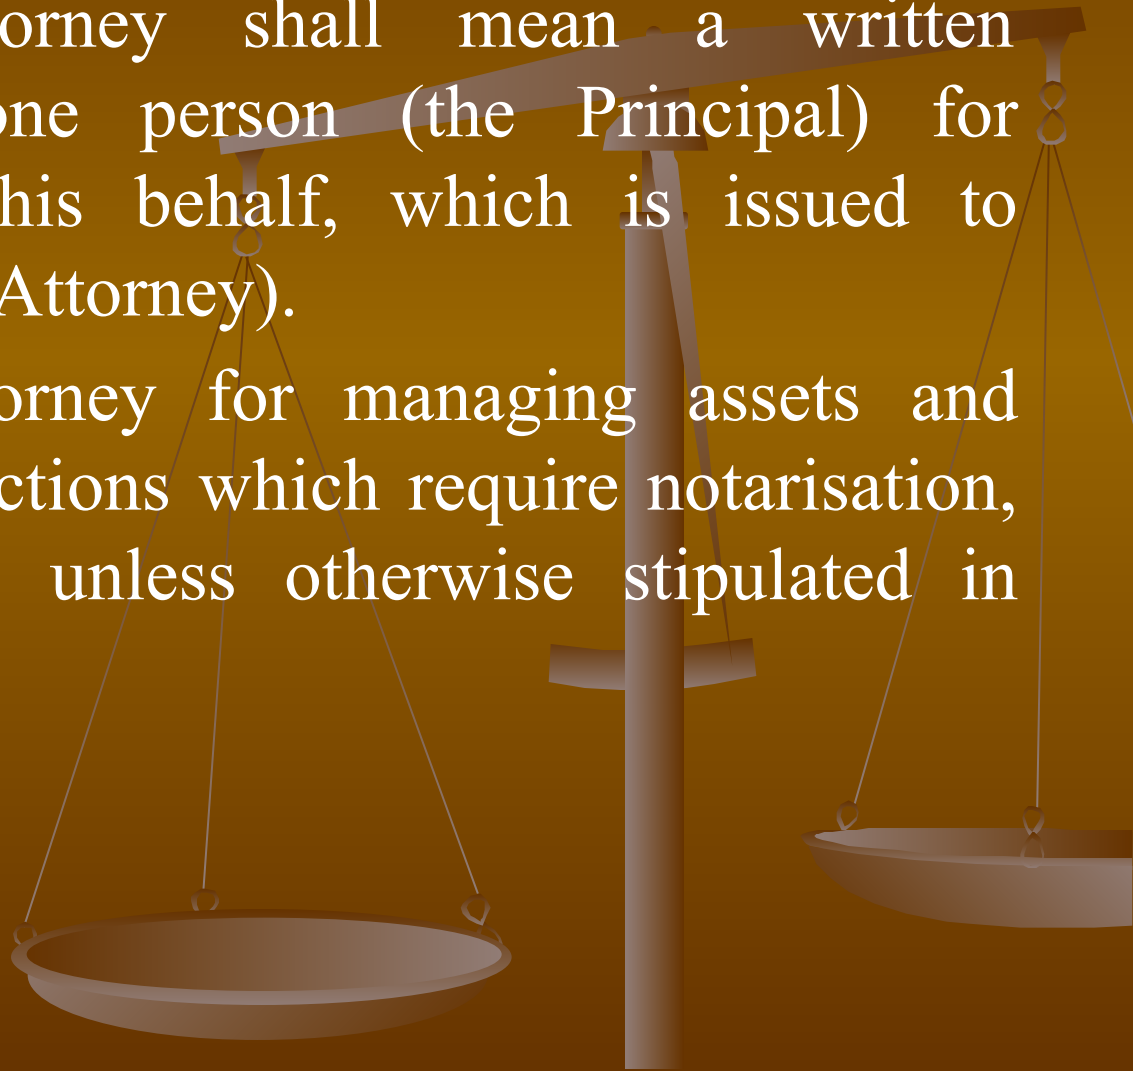 orney shall mean a written
one person (the Principal) for
his behalf, which is issued to
Attorney).
orney for managing assets and
ctions which require notarisation,
unless otherwise stipulated in